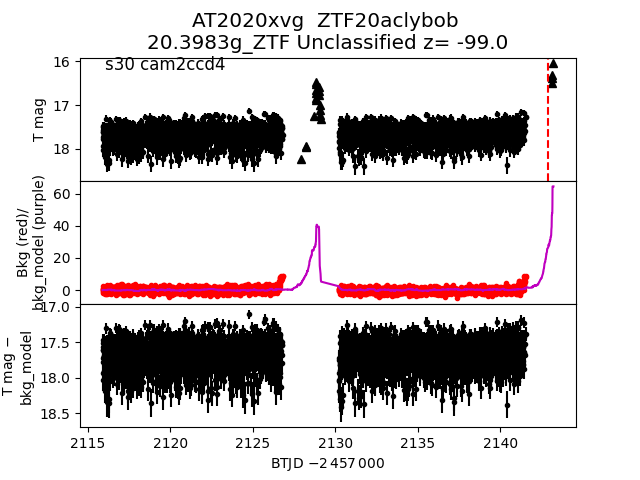 AT2020xvg  ZTF20aclybob
20.3983g_ZTF Unclassified z= -99.0
s30 cam2ccd4
T mag
16
17
18
Bkg (red)/
bkg_model (purple)
60
40
20
0
T mag −
bkg_model
17.0
17.5
18.0
18.5
2115 2120 2125 2130 2135 2140
BTJD −2 457 000